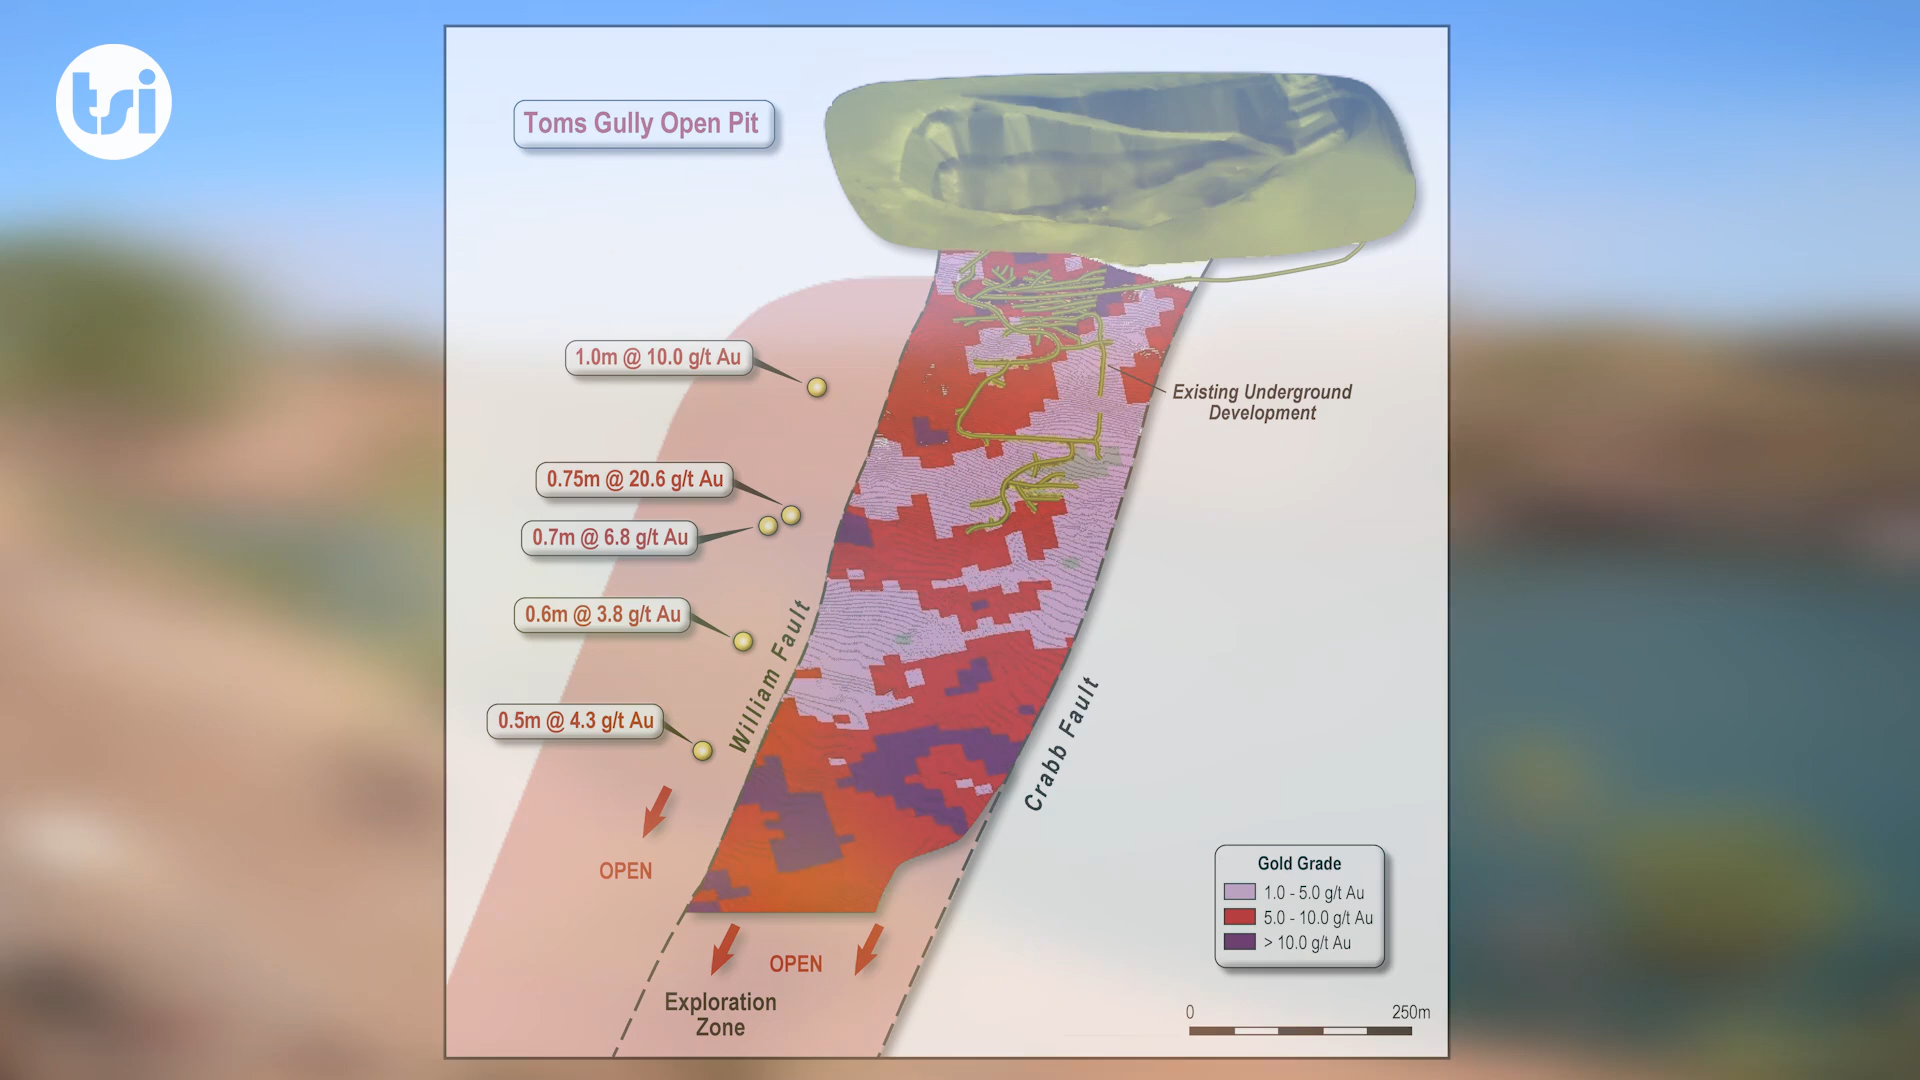 tsi
Toms Gully Open Pit
1.0m @ 10.0 g/t Au
Existing Underground
Development
0.75m @ 20.6 g/t Au
0.7m @ 6.8 g/t Au
0.6m @ 3.8 g/t Au
William Fault
0.5m @ 4.3 g/t Au
Crabb Fault
OPEN
Gold Grade
1.0 - 5.0 g/t Au
5.0 - 10.0 g/t Au
> 10.0 g/t Au
OPEN
Exploration
Zone
0 250m